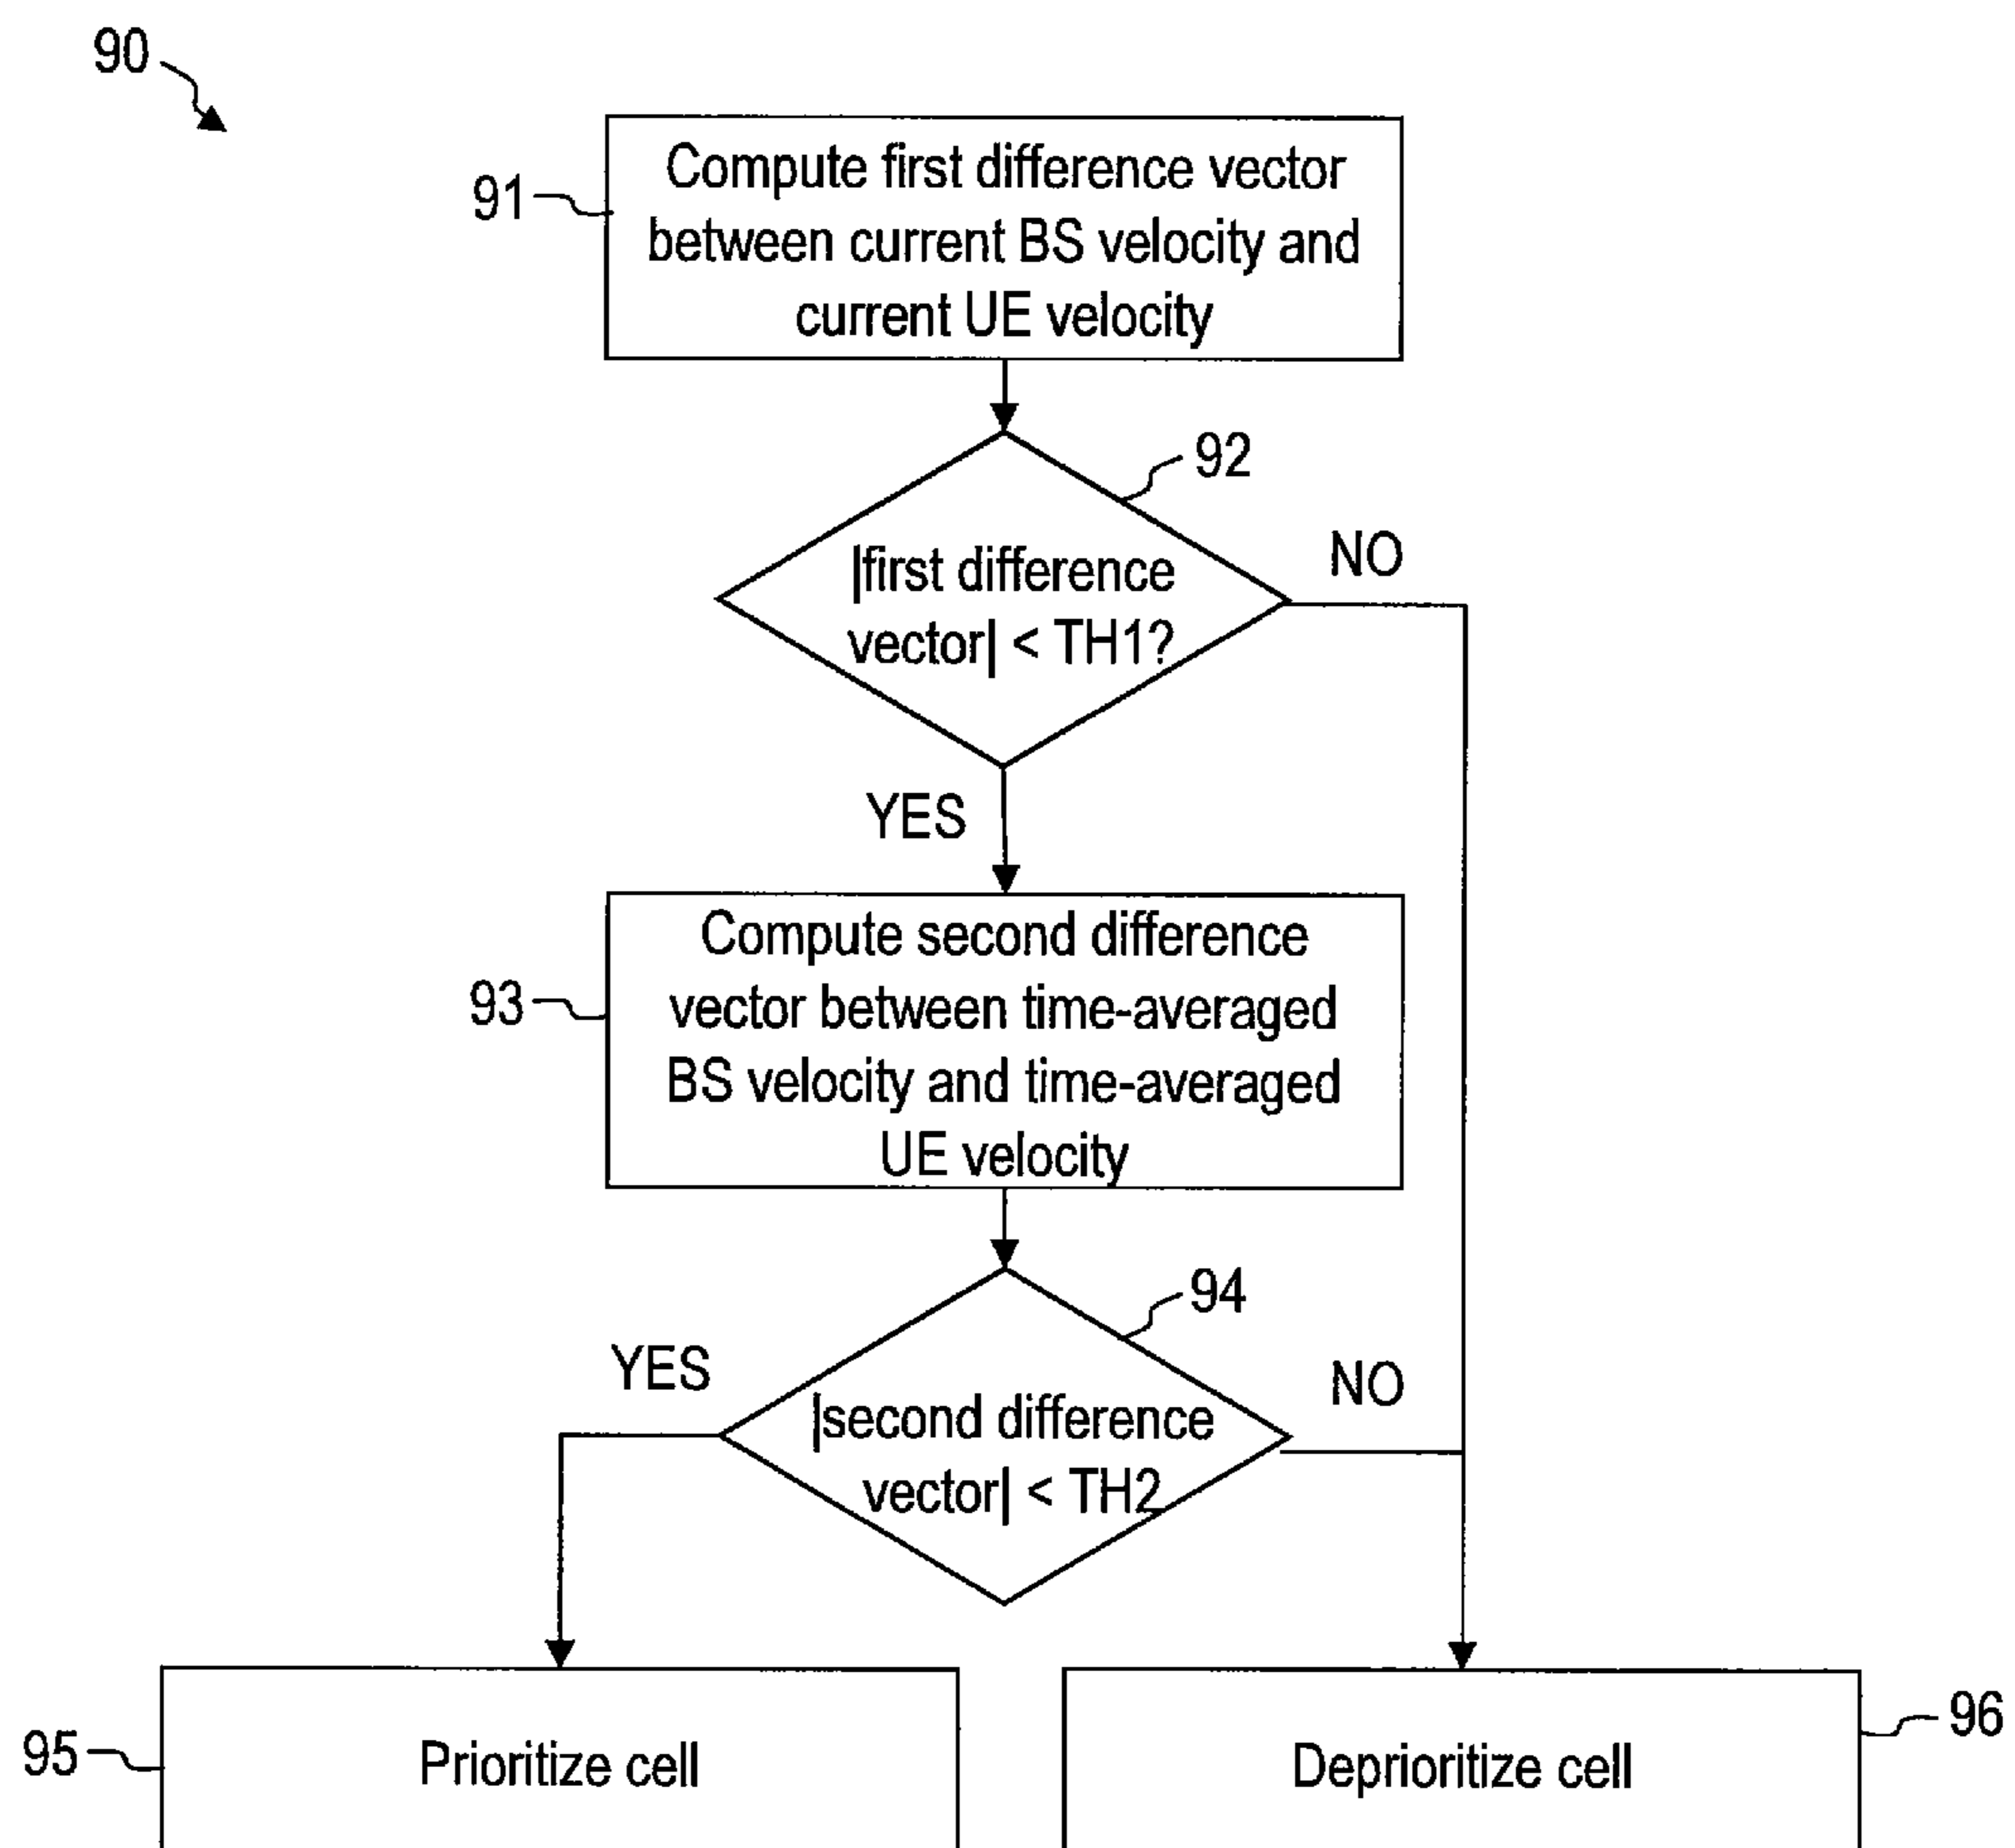 90
91
Compute first difference vector
between current BS velocity and
current UE velocity
92
|first difference
vector| < TH1?
NO
YES
93
Compute second difference
vector between time-averaged
BS velocity and time-averaged
UE velocity
94
YES
|second difference
vector| < TH2
NO
95
Prioritize cell
Deprioritize cell
96